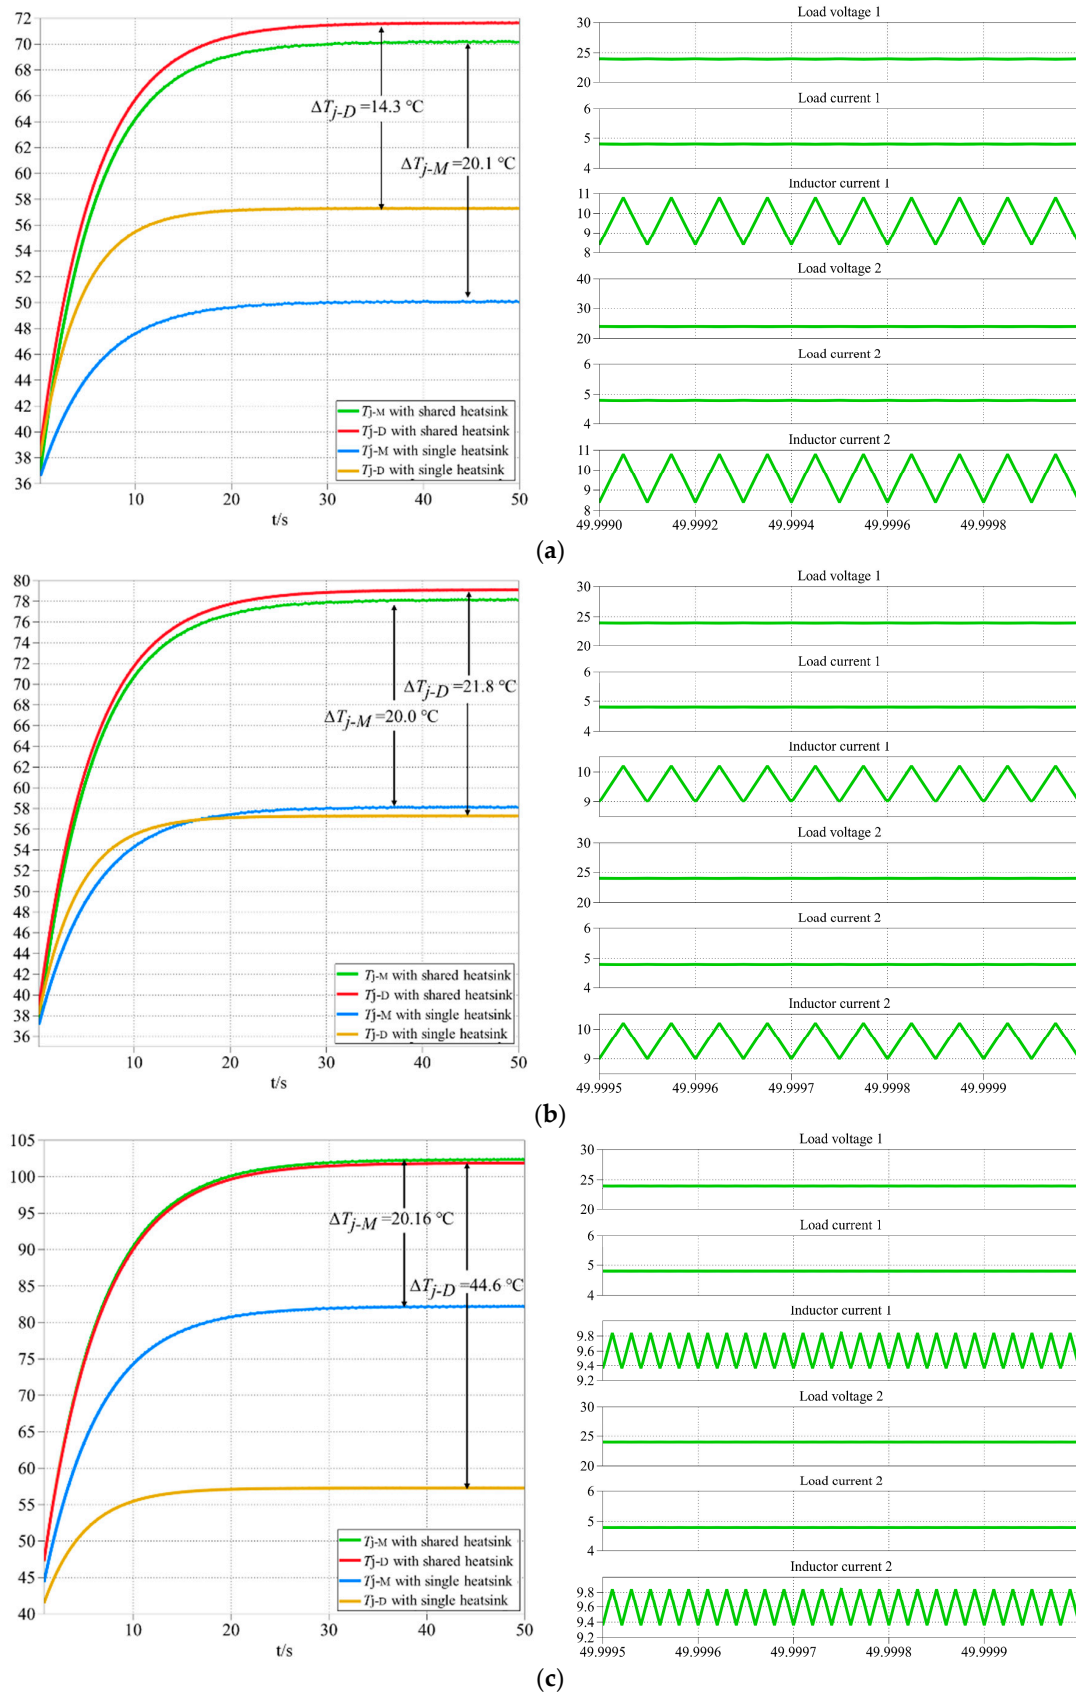 72
70
68
66
64
62
60
58
56
54
52
50
48
46
44
42
40
38
36
ΔTj-D =14.3 °C
ΔTj-M =20.1 °C
Tj-M with shared heatsink
Tj-D with shared heatsink
Tj-M with single heatsink
Tj-D with single heatsink
10 20 30 40 50
t/s
Load voltage 1
30
25
20
Load current 1
6
5
4
Inductor current 1
11
10
9
8
Load voltage 2
40
30
20
Load current 2
6
5
4
Inductor current 2
11
10
9
8
49.9990 49.9992 49.9994 49.9996 49.9998
(a)
80
78
76
74
72
70
68
66
64
62
60
58
56
54
52
50
48
46
44
42
40
38
36
ΔTj-D =21.8 °C
ΔTj-M =20.0 °C
Tj-M with shared heatsink
Tj-D with shared heatsink
Tj-M with single heatsink
Tj-D with single heatsink
10 20 30 40 50
t/s
Load voltage 1
30
25
20
Load current 1
6
5
4
Inductor current 1
10
9
Load voltage 2
30
25
20
Load current 2
6
5
4
Inductor current 2
10
9
49.9995 49.9996 49.9997 49.9998 49.9999
(b)
105
100
95
90
85
80
75
70
65
60
55
50
45
40
ΔTj-M =20.16 °C
ΔTj-D =44.6 °C
Tj-M with shared heatsink
Tj-D with shared heatsink
Tj-M with single heatsink
Tj-D with single heatsink
10 20 30 40 50
t/s
Load voltage 1
30
25
20
Load current 1
6
5
4
Inductor current 1
9.8
9.6
9.4
9.2
Load voltage 2
30
25
20
Load current 2
6
5
4
Inductor current 2
9.8
9.6
9.4
9.2
49.9995 49.9996 49.9997 49.9998 49.9999
(c)